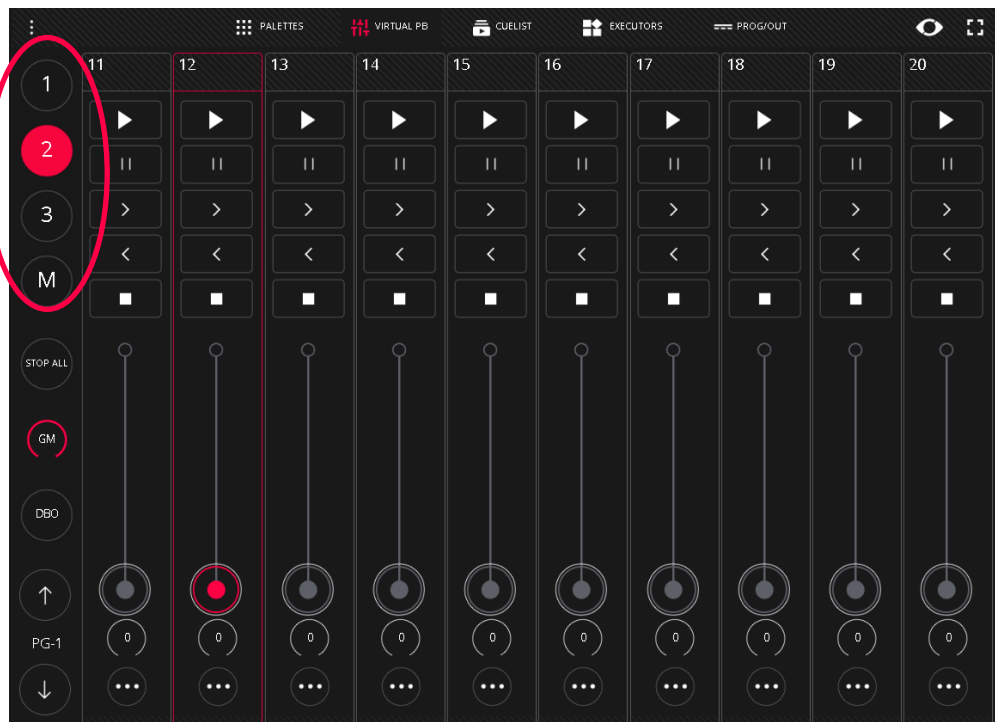 PALETTES VIRTUAL PB CUELIST EXECUTORS PROG/OUT
1
2
3
M
STOP ALL
GM
DBO
PG-1
11 12 13 14 15 16 17 18 19 20
0 0 0 0 0 0 0 0 0 0